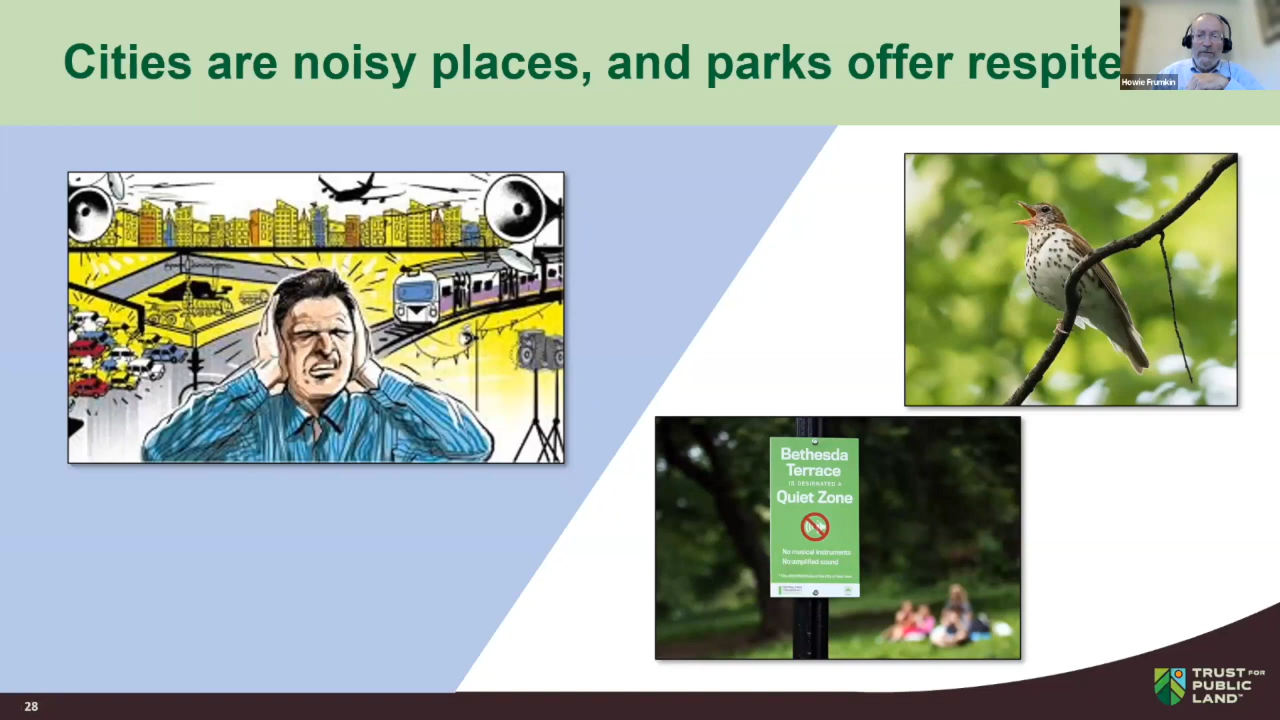 Cities are noisy places, and parks offer respite
Howie Frumkin
Bethesda
Terrace
IS DESIGNATED A
Quiet Zone
No musical instruments
No amplified sound
28
TRUST FOR
PUBLIC
LAND™